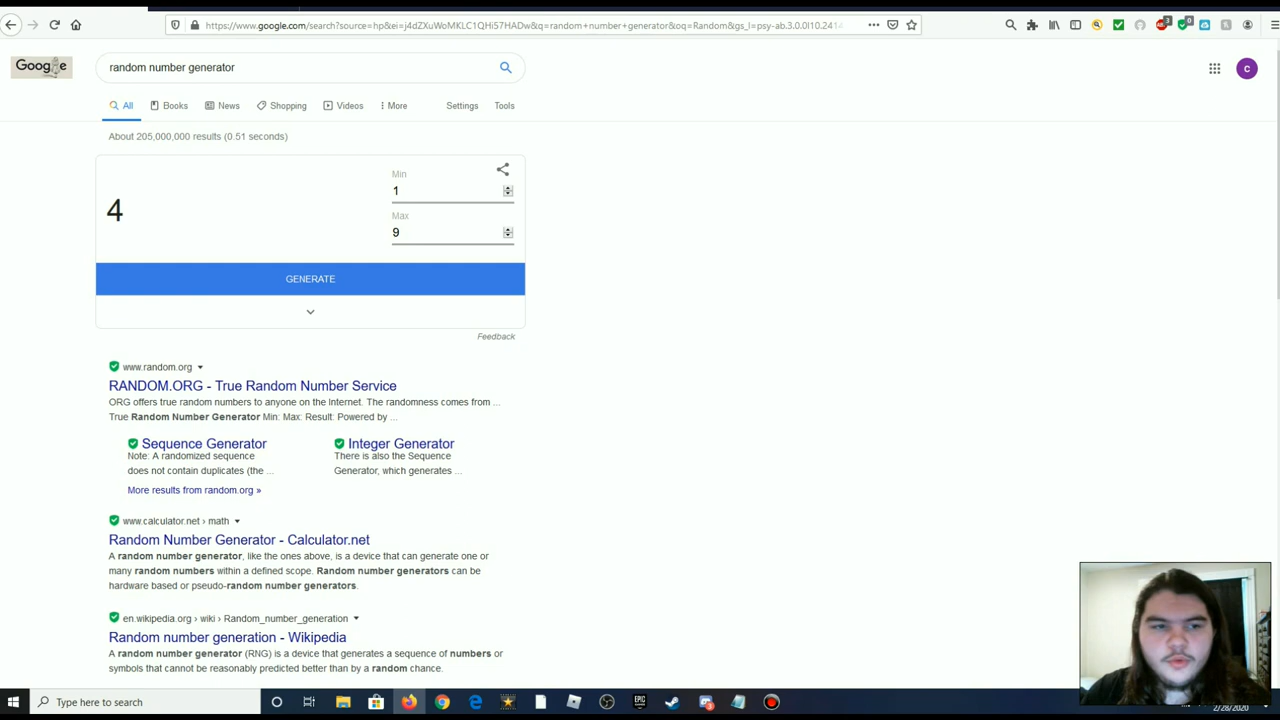 https://www.google.com/search?source=hp&ei=j4dZXuWoMKLC1QHi57HADw&q=random+number+generator&oq=Random&gs_l=psy-ab.3.0.0l10.2414
Google
random number generator
C
All
Books
News
Shopping
Videos
More
Settings
Tools
About 205,000,000 results (0.51 seconds)
4
Min
1
Max
9
GENERATE
Feedback
www.random.org
RANDOM.ORG - True Random Number Service
ORG offers true random numbers to anyone on the Internet. The randomness comes from ...
True Random Number Generator Min: Max: Result: Powered by ...
Sequence Generator
Note: A randomized sequence
does not contain duplicates (the ...
Integer Generator
There is also the Sequence
Generator, which generates ...
More results from random.org »
www.calculator.net › math
Random Number Generator - Calculator.net
A random number generator, like the ones above, is a device that can generate one or
many random numbers within a defined scope. Random number generators can be
hardware based or pseudo-random number generators.
en.wikipedia.org › wiki › Random_number_generation
Random number generation - Wikipedia
A random number generator (RNG) is a device that generates a sequence of numbers or
symbols that cannot be reasonably predicted better than by a random chance.
Type here to search
EPIC
2/28/2020